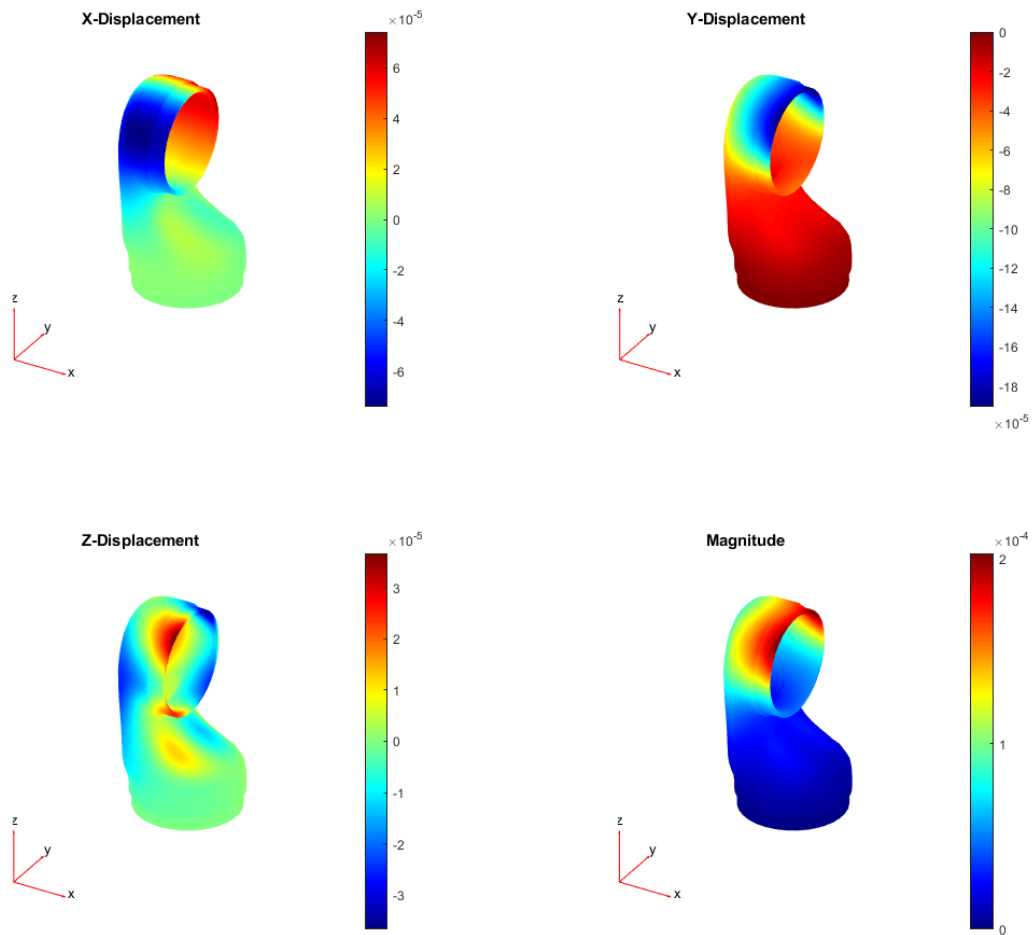 X-Displacement
×10⁻⁵
6
4
2
0
-2
-4
-6
z
y
x
Y-Displacement
0
-2
-4
-6
-8
-10
-12
-14
-16
-18
×10⁻⁵
z
y
x
Z-Displacement
×10⁻⁵
3
2
1
0
-1
-2
-3
z
y
x
Magnitude
×10⁻⁴
2
1
0
z
y
x